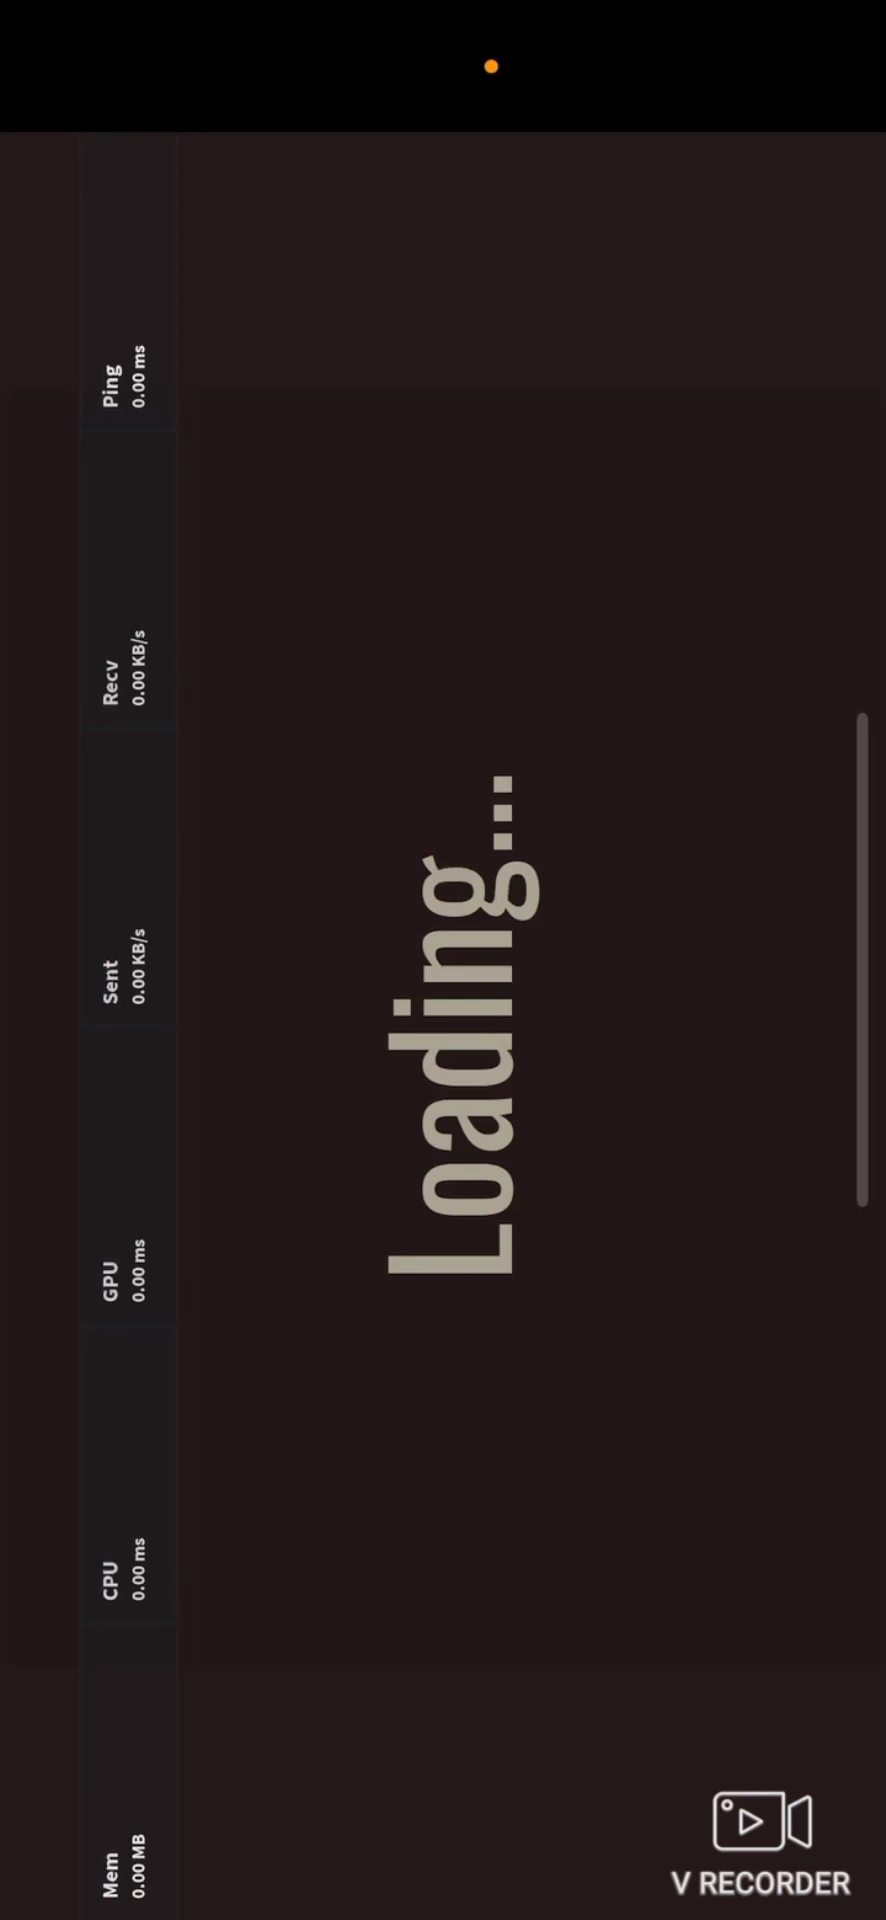 Mem
0.00 MB
CPU
0.00 ms
GPU
0.00 ms
Sent
0.00 KB/s
Recv
0.00 KB/s
Ping
0.00 ms
Loading...
V RECORDER